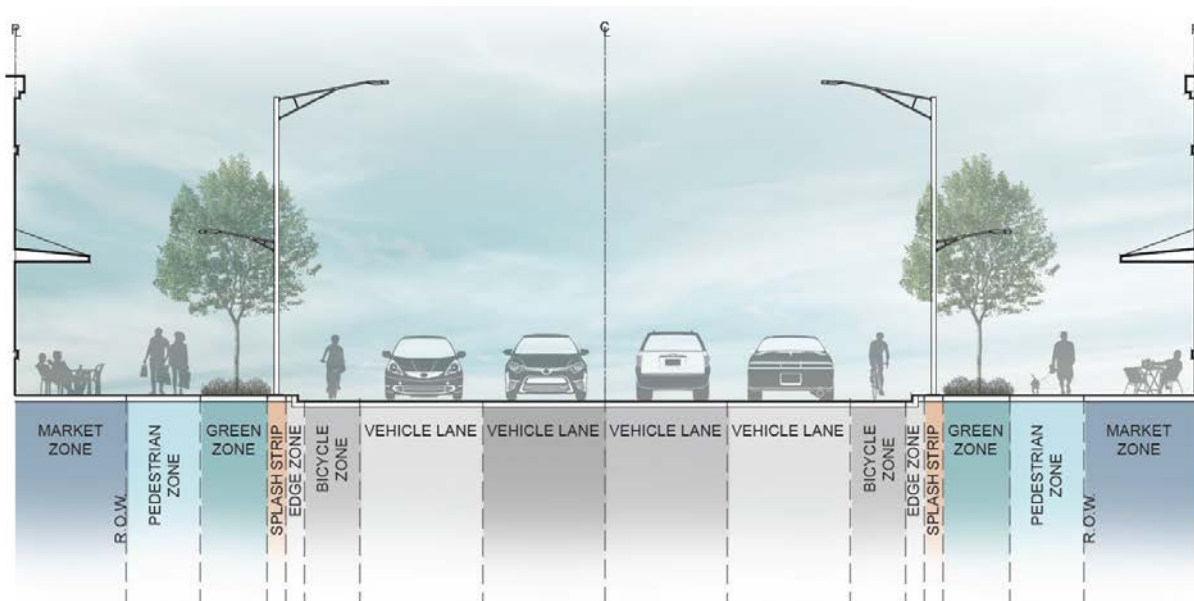 P
C
P
MARKET
ZONE
R.O.W.
PEDESTRIAN
ZONE
GREEN
ZONE
SPLASH STRIP
EDGE ZONE
BICYCLE
ZONE
VEHICLE LANE
VEHICLE LANE
VEHICLE LANE
VEHICLE LANE
BICYCLE
ZONE
EDGE ZONE
SPLASH STRIP
GREEN
ZONE
PEDESTRIAN
ZONE
R.O.W.
MARKET
ZONE